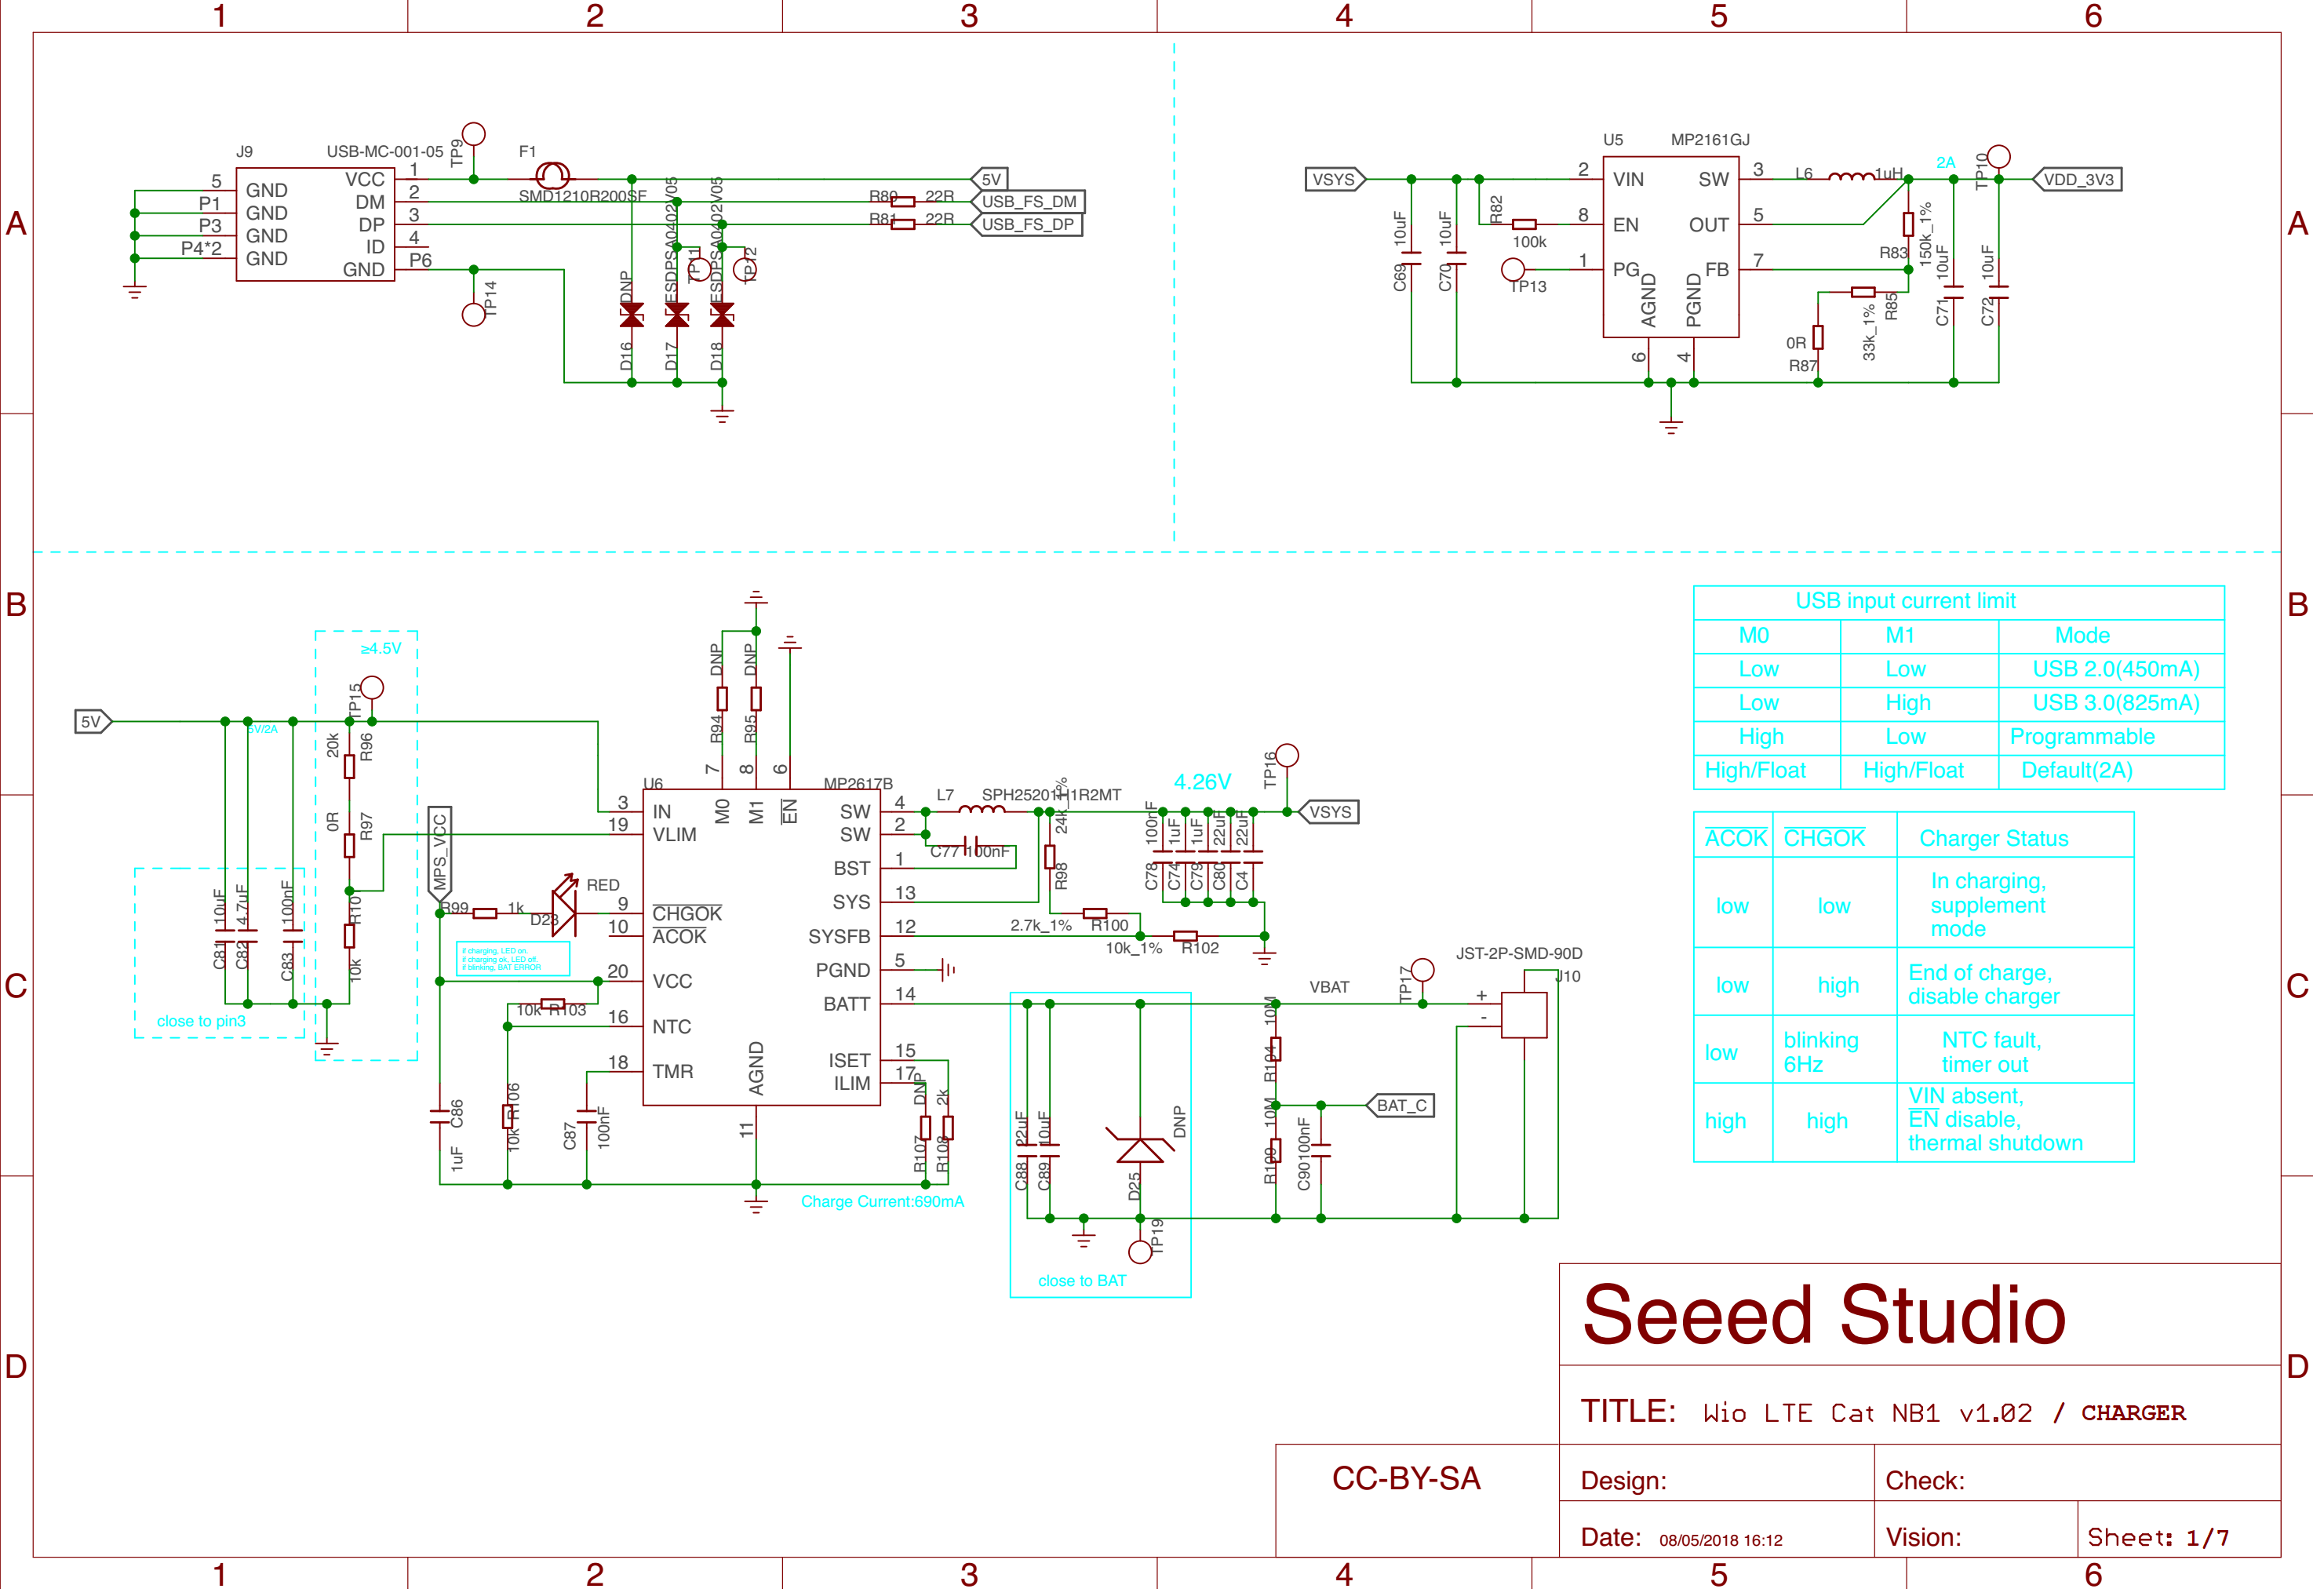 1 2 3 4 5 6
A
J9 USB-MC-001-05
TP9
F1
SMD1210R200SF
5 GND
P1 GND
P3 GND
P4*2 GND
VCC 1
DM 2
DP 3
ID 4
GND P6
TP14
5V
R80 22R USB_FS_DM
R81 22R USB_FS_DP
DNP
ESDPSA0402V05
ESDPSA0402V05
TP11
TP12
D16
D17
D18
VSYS
C69 10uF
C70 10uF
R82
100k
TP13
U5 MP2161GJ
2 VIN
8 EN
1 PG
SW 3
OUT 5
FB 7
AGND
PGND
6
4
L6 1uH
2A
TP10
VDD_3V3
R83
150k_1%
R85
33k_1%
0R
R87
C71 10uF
C72 10uF
A
B
≥4.5V
TP15
5V
5V/2A
20k
R96
0R
R97
10k
C81 10uF
C82 4.7uF
C83 100nF
close to pin3
MPS_VCC
R99 1k
RED
if charging, LED on
if charging ok, LED off
if blinking, BAT ERROR
10k R103
C86
1uF
10k R106
C87
100nF
R94 DNP
R95 DNP
7
8
6
U6 MP2617B
3 IN
19 VLIM
9 CHGOK
10 ACOK
20 VCC
16 NTC
18 TMR
M0
M1
EN
SW 4
SW 2
BST 1
SYS 13
SYSFB 12
PGND 5
BATT 14
ISET 15
ILIM 17
AGND
11
R107 DNP
R108 2k
Charge Current:690mA
L7
C77 100nF
24k_1%
R98
2.7k_1% R100
10k_1% R102
4.26V
C78 100nF
C74 1uF
C79 1uF
C80 22uF
C4 22uF
TP16
VSYS
C88 22uF
C89 10uF
DNP
D25
TP19
close to BAT
VBAT
TP17
JST-2P-SMD-90D
J10
+
-
R104 10M
R109 10M
BAT_C
C90 100nF
USB input current limit
M0 M1 Mode
Low Low USB 2.0(450mA)
Low High USB 3.0(825mA)
High Low Programmable
High/Float High/Float Default(2A)
ACOK CHGOK Charger Status
low low In charging,
supplement
mode
low high End of charge,
disable charger
low blinking
6Hz NTC fault,
timer out
high high VIN absent,
EN disable,
thermal shutdown
B
C
C
D
Seeed Studio
TITLE: Wio LTE Cat NB1 v1.02 / CHARGER
CC-BY-SA
Design: Check:
Date: 08/05/2018 16:12 Vision: Sheet: 1/7
D
1 2 3 4 5 6